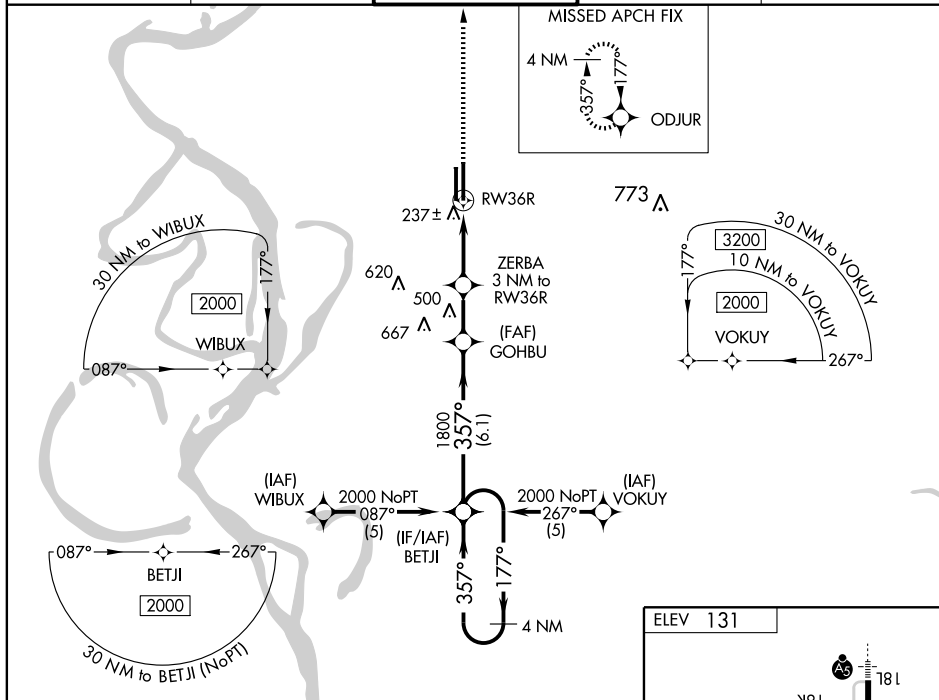 MISSED APCH FIX
4 NM
357°
177°
ODJUR
RW36R
237±
773
30 NM to WIBUX
177°
2000
WIBUX
087°
620
500
667
ZERBA
3 NM to
RW36R
(FAF)
GOHBU
30 NM to VOKUY
3200
10 NM to VOKUY
177°
2000
VOKUY
267°
1800
357°
(6.1)
(IAF)
WIBUX
2000 NoPT
087°
(5)
(IF/IAF)
BETJI
2000 NoPT
267°
(5)
(IAF)
VOKUY
087°
267°
BETJI
2000
30 NM to BETJI (NoPT)
357°
177°
4 NM
ELEV 131
A5
18L
18R